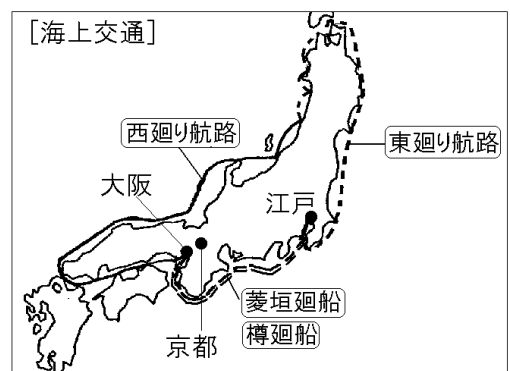 [海上交通]
西廻り航路
東廻り航路
大阪
江戸
菱垣廻船
樽廻船
京都